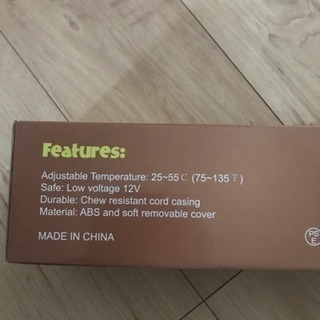 Features:
Adjustable Temperature: 25~55℃ (75~135℉)
Safe: Low voltage 12V
Durable: Chew resistant cord casing
Material: ABS and soft removable cover
MADE IN CHINA
PS
E